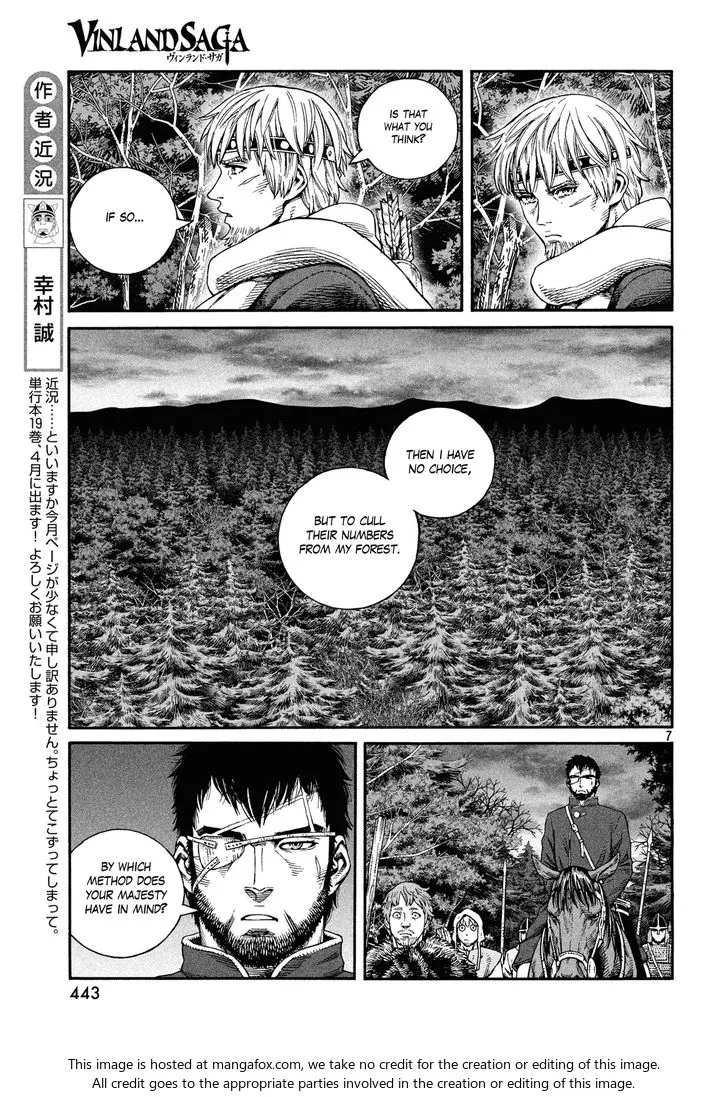 VINLAND SAGA
ヴィンランド・サガ
IS THAT
WHAT YOU
THINK?
IF SO...
THEN I HAVE
NO CHOICE,
BUT TO CULL
THEIR NUMBERS
FROM MY FOREST.
7
BY WHICH
METHOD DOES
YOUR MAJESTY
HAVE IN MIND?
作者近況
幸村誠
近況……といいますか今月ページが少なくて申し訳ありません。ちょっとてこずってしまって。
単行本19巻、4月に出ます！よろしくお願いいたします！
443
This image is hosted at mangafox.com, we take no credit for the creation or editing of this image.
All credit goes to the appropriate parties involved in the creation or editing of this image.